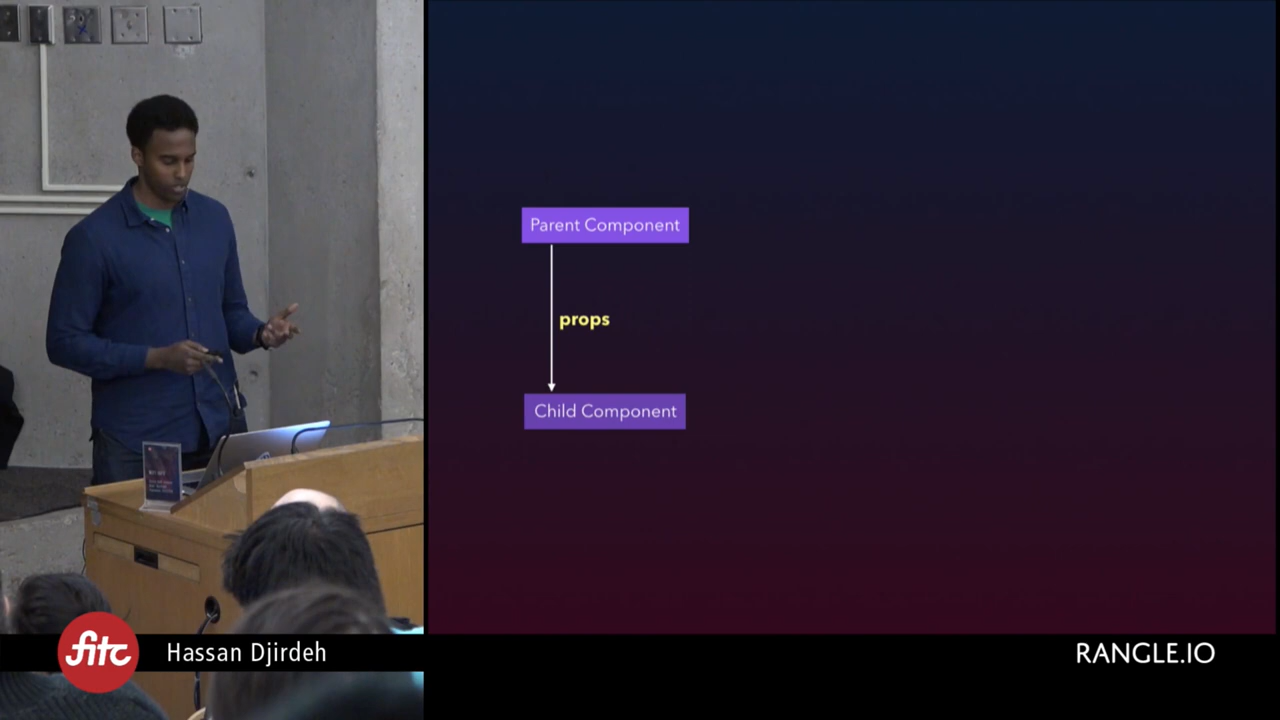 Parent Component
props
Child Component
fitc
Hassan Djirdeh
RANGLE.IO